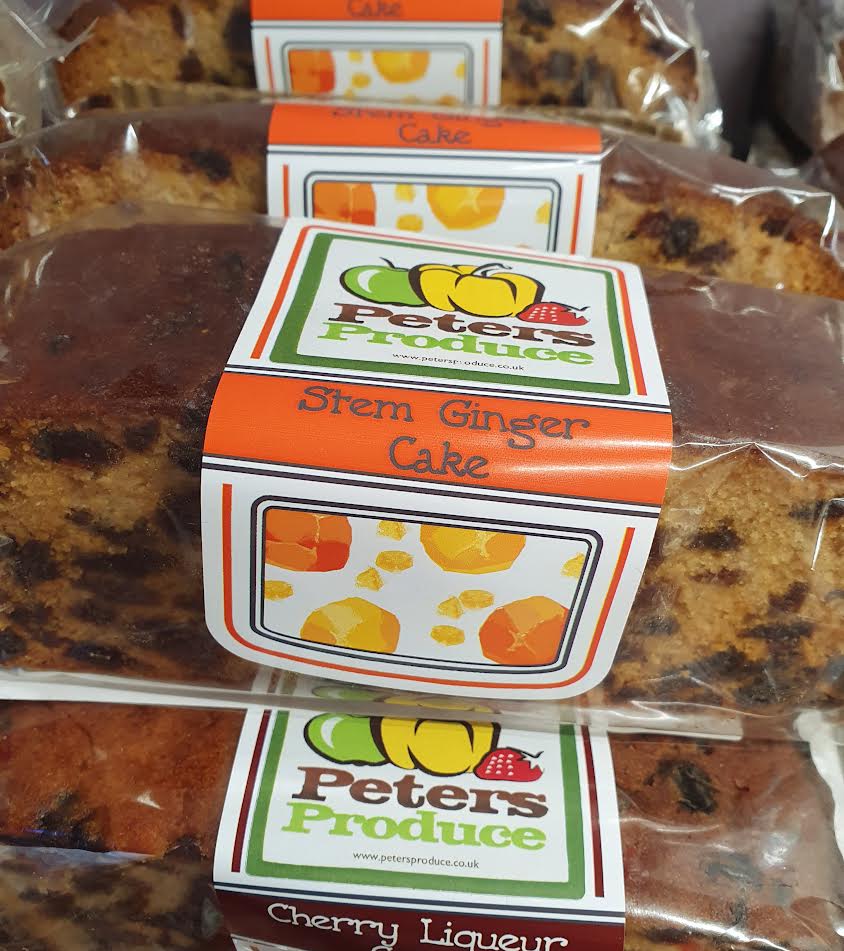 Cake
Stem Ginger
Cake
Peters
Produce
www.petersproduce.co.uk
Stem Ginger
Cake
Peters
Produce
www.petersproduce.co.uk
Cherry Liqueur